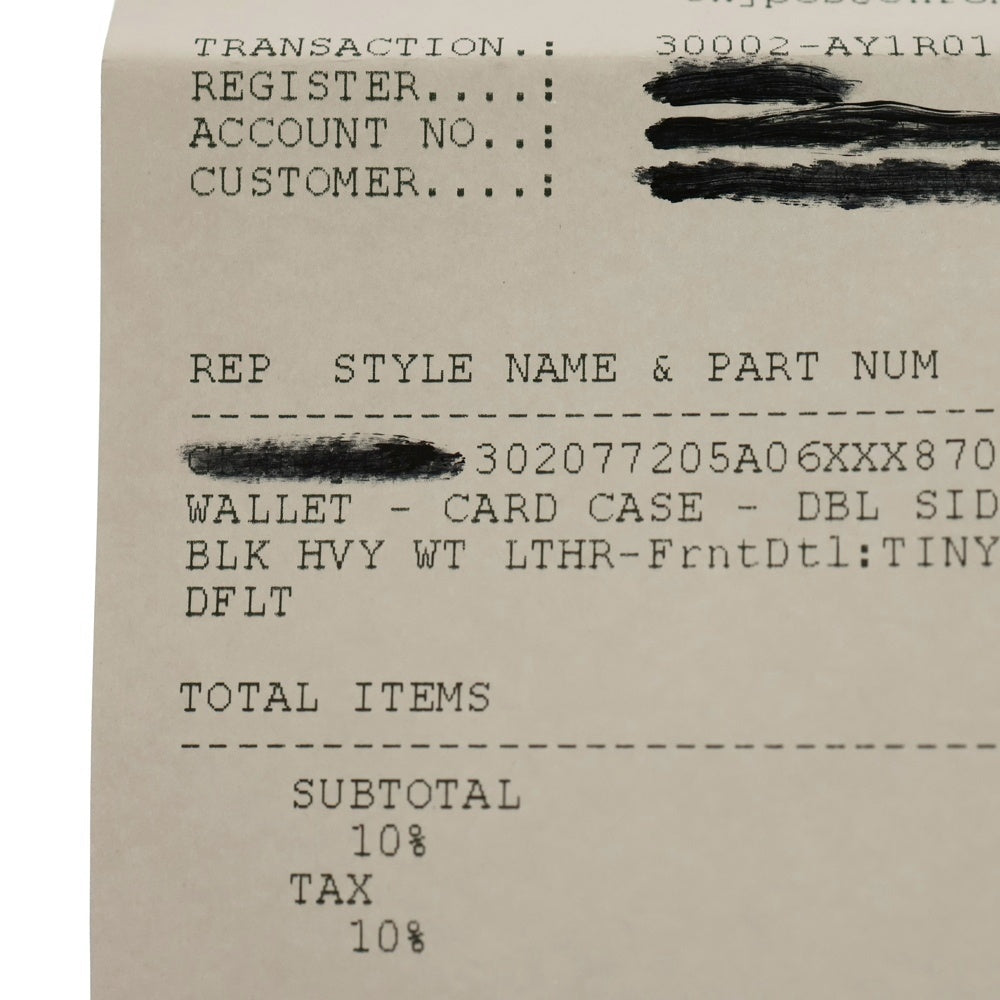 TRANSACTION.: 30002-AY1R01
REGISTER....:
ACCOUNT NO..:
CUSTOMER....:
REP STYLE NAME & PART NUM
--------------------------------
302077205A06XXX870
WALLET - CARD CASE - DBL SID
BLK HVY WT LTHR-FrntDtl:TINY
DFLT
TOTAL ITEMS
--------------------------------
SUBTOTAL
10%
TAX
10%